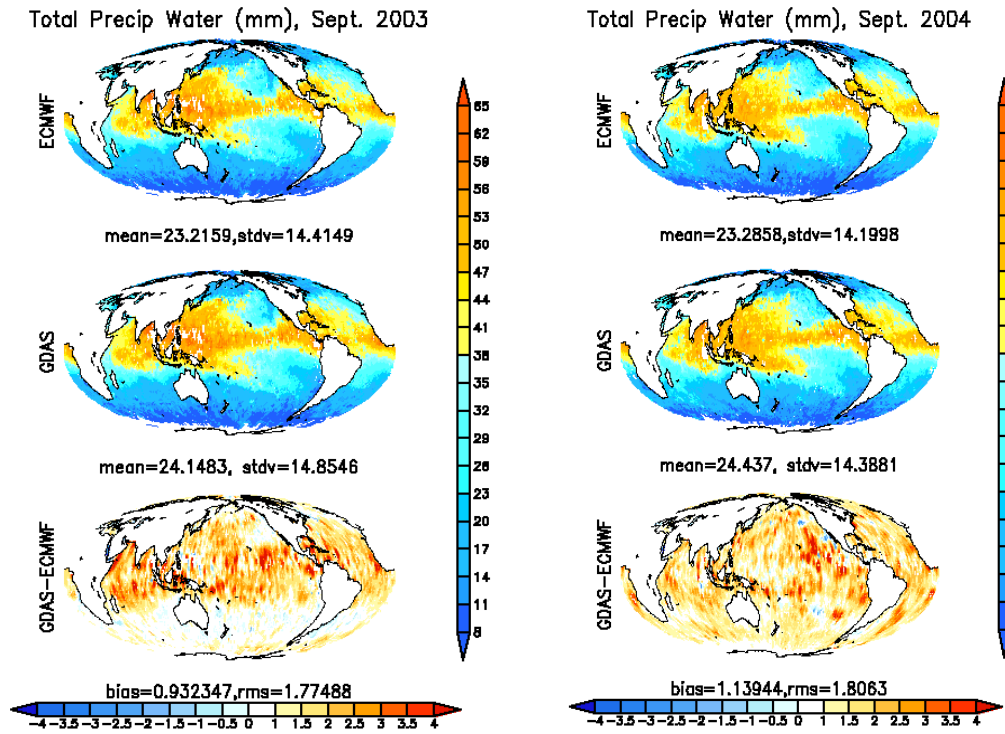 Total Precip Water (mm), Sept. 2003
ECMWF
mean=23.2159,stdv=14.4149
GDAS
mean=24.1483, stdv=14.8546
GDAS-ECMWF
bias=0.932347,rms=1.77488
-4 -3.5 -3 -2.5 -2 -1.5 -1 -0.5 0 1 1.5 2 2.5 3 3.5 4
65
62
59
56
53
50
47
44
41
38
35
32
29
26
23
20
17
14
11
8
Total Precip Water (mm), Sept. 2004
ECMWF
mean=23.2858,stdv=14.1998
GDAS
mean=24.437, stdv=14.3881
GDAS-ECMWF
bias=1.13944,rms=1.8063
-4 -3.5 -3 -2.5 -2 -1.5 -1 -0.5 0 1 1.5 2 2.5 3 3.5 4